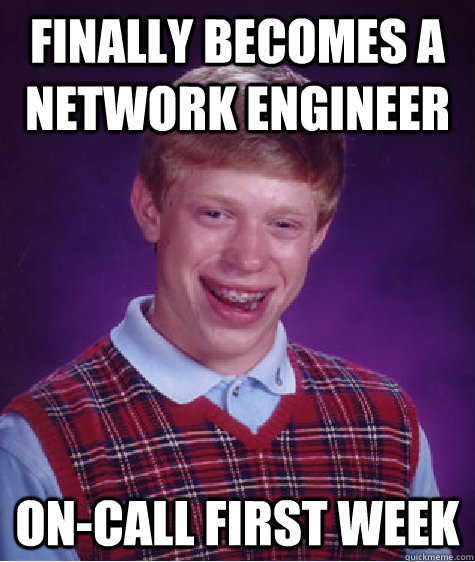 FINALLY BECOMES A
NETWORK ENGINEER
ON-CALL FIRST WEEK
quickmeme.com